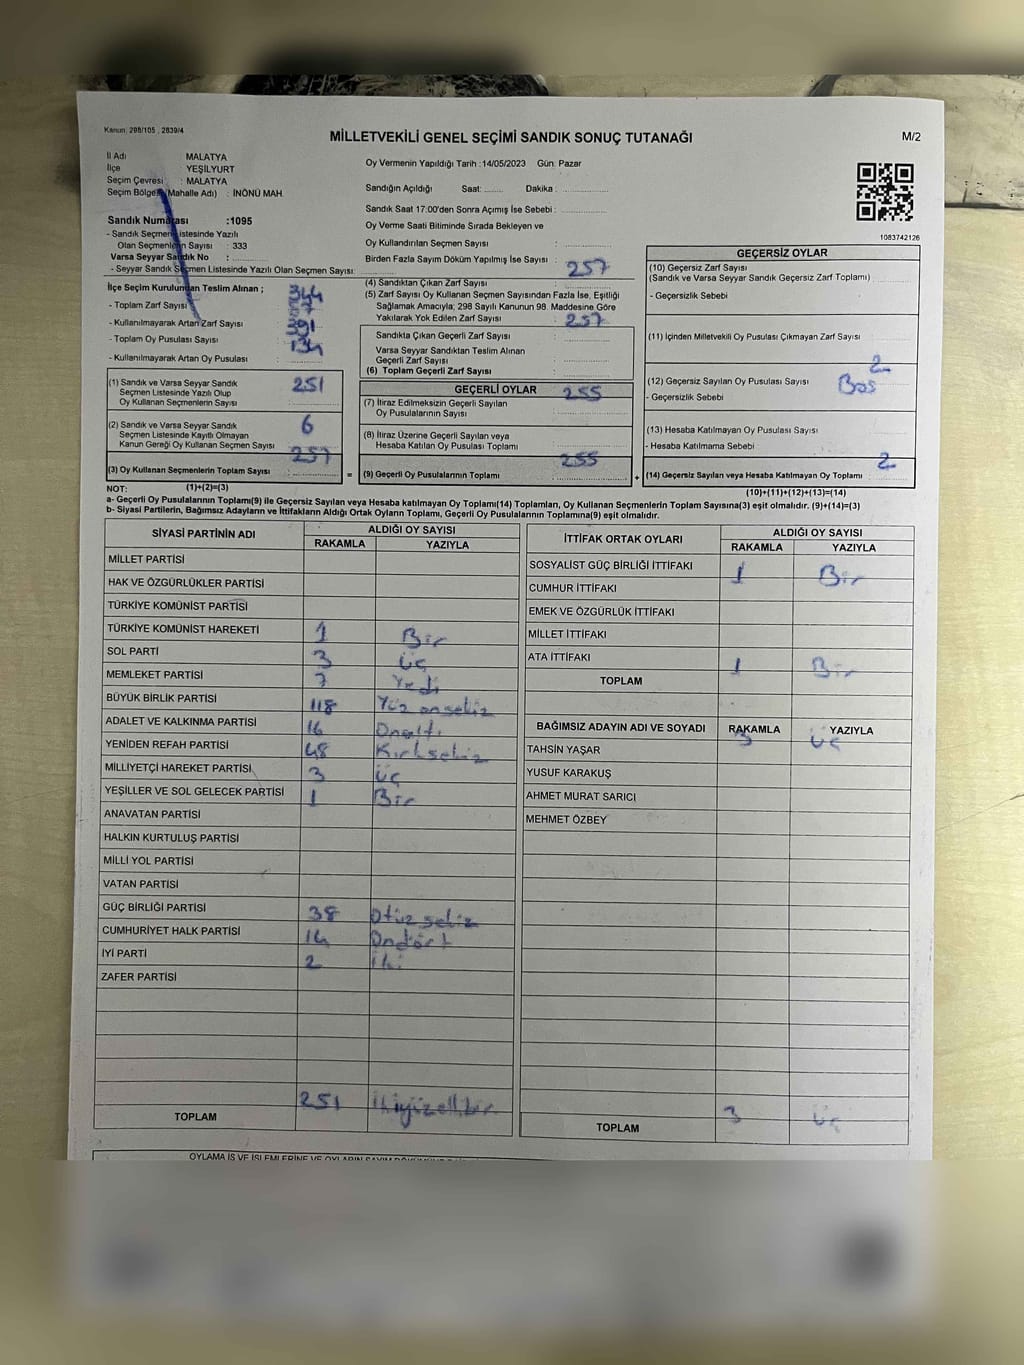 Kanun: 298/105 , 2839/4
MİLLETVEKİLİ GENEL SEÇİMİ SANDIK SONUÇ TUTANAĞI
M/2
İl Adı MALATYA
İlçe YEŞİLYURT
Seçim Çevresi : MALATYA
Seçim Bölgesi (Mahalle Adı) : İNÖNÜ MAH.
Sandık Numarası :1095
- Sandık Seçmen Listesinde Yazılı
Olan Seçmenlerin Sayısı : 333
Varsa Seyyar Sandık No :
- Seyyar Sandık Seçmen Listesinde Yazılı Olan Seçmen Sayısı:
Oy Vermenin Yapıldığı Tarih :14/05/2023 Gün: Pazar
Sandığın Açıldığı Saat: Dakika :
Sandık Saat 17:00'den Sonra Açımış İse Sebebi :
Oy Verme Saati Bitiminde Sırada Bekleyen ve
Oy Kullandırılan Seçmen Sayısı :
Birden Fazla Sayım Döküm Yapılmış İse Sayısı :
1083742126
İlçe Seçim Kurulundan Teslim Alınan ;
344
- Toplam Zarf Sayısı
- Kullanılmayarak Artan Zarf Sayısı
391
- Toplam Oy Pusulası Sayısı
134
- Kullanılmayarak Artan Oy Pusulası
(1) Sandık ve Varsa Seyyar Sandık
Seçmen Listesinde Yazılı Olup
Oy Kullanan Seçmenlerin Sayısı
251
(2) Sandık ve Varsa Seyyar Sandık
Seçmen Listesinde Kayıtlı Olmayan
Kanun Gereği Oy Kullanan Seçmen Sayısı
6
257
(3) Oy Kullanan Seçmenlerin Toplam Sayısı :
(1)+(2)=(3)
257
(4) Sandıktan Çıkan Zarf Sayısı
(5) Zarf Sayısı Oy Kullanan Seçmen Sayısından Fazla İse, Eşitliği
Sağlamak Amacıyla, 298 Sayılı Kanunun 98. Maddesine Göre
Yakılarak Yok Edilen Zarf Sayısı :
257
Sandıkta Çıkan Geçerli Zarf Sayısı
Varsa Seyyar Sandıktan Teslim Alınan
Geçerli Zarf Sayısı
(6) Toplam Geçerli Zarf Sayısı
GEÇERLİ OYLAR
255
(7) İtiraz Edilmeksizin Geçerli Sayılan
Oy Pusulalarının Sayısı
(8) İtiraz Üzerine Geçerli Sayılan veya
Hesaba Katılan Oy Pusulası Toplamı
255
= (9) Geçerli Oy Pusulalarının Toplamı
GEÇERSİZ OYLAR
(10) Geçersiz Zarf Sayısı
(Sandık ve Varsa Seyyar Sandık Geçersiz Zarf Toplamı)
- Geçersizlik Sebebi
(11) İçinden Milletvekili Oy Pusulası Çıkmayan Zarf Sayısı
2
(12) Geçersiz Sayılan Oy Pusulası Sayısı
Boş
- Geçersizlik Sebebi
(13) Hesaba Katılmayan Oy Pusulası Sayısı
- Hesaba Katılmama Sebebi
2
+ (14) Geçersiz Sayılan veya Hesaba Katılmayan Oy Toplamı
(10)+(11)+(12)+(13)=(14)
NOT:
a- Geçerli Oy Pusulalarının Toplamı(9) ile Geçersiz Sayılan veya Hesaba katılmayan Oy Toplamı(14) Toplamları, Oy Kullanan Seçmenlerin Toplam Sayısına(3) eşit olmalıdır. (9)+(14)=(3)
b- Siyasi Partilerin, Bağımsız Adayların ve İttifakların Aldığı Oy Sayıları ile İttifakların Ortak Oyların Toplamı, Geçerli Oy Pusulalarının Toplamına(9) eşit olmalıdır.
SİYASİ PARTİNİN ADI ALDIĞI OY SAYISI
RAKAMLA YAZIYLA
MİLLET PARTİSİ
HAK VE ÖZGÜRLÜKLER PARTİSİ
TÜRKİYE KOMÜNİST PARTİSİ
TÜRKİYE KOMÜNİST HAREKETİ 1 Bir
SOL PARTİ 3 üç
MEMLEKET PARTİSİ 7 Yedi
BÜYÜK BİRLİK PARTİSİ 118 Yüz onsekiz
ADALET VE KALKINMA PARTİSİ 16 Onaltı
YENİDEN REFAH PARTİSİ 48 Kırksekiz
MİLLİYETÇİ HAREKET PARTİSİ 3 üç
YEŞİLLER VE SOL GELECEK PARTİSİ 1 Bir
ANAVATAN PARTİSİ
HALKIN KURTULUŞ PARTİSİ
MİLLİ YOL PARTİSİ
VATAN PARTİSİ
GÜÇ BİRLİĞİ PARTİSİ 38 Otuz sekiz
CUMHURİYET HALK PARTİSİ 14 Ondört
İYİ PARTİ 2 iki
ZAFER PARTİSİ
251 ikiyüzellibir
TOPLAM
İTTİFAK ORTAK OYLARI ALDIĞI OY SAYISI
RAKAMLA YAZIYLA
SOSYALİST GÜÇ BİRLİĞİ İTTİFAKI 1 Bir
CUMHUR İTTİFAKI
EMEK VE ÖZGÜRLÜK İTTİFAKI
MİLLET İTTİFAKI
ATA İTTİFAKI 1 Bir
TOPLAM
BAĞIMSIZ ADAYIN ADI VE SOYADI RAKAMLA YAZIYLA
3 üç
TAHSİN YAŞAR
YUSUF KARAKUŞ
AHMET MURAT SARICI
MEHMET ÖZBEY
3 üç
TOPLAM